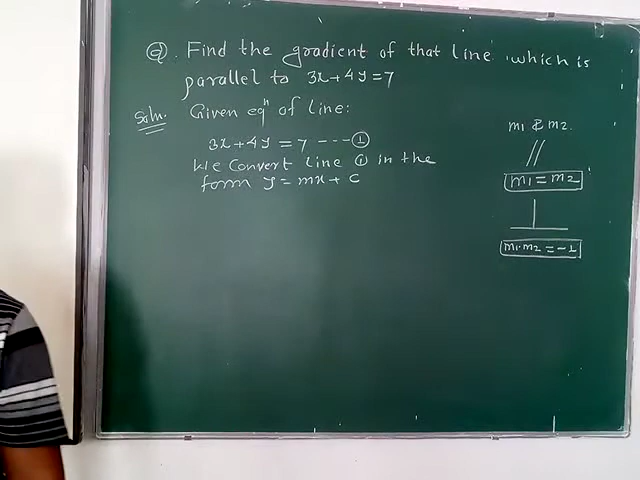 Q. Find the gradient of that line which is
parallel to 3x+4y=7
Soln. Given eqn of line:
3x+4y = 7 --- ①
We Convert line ① in the
form y = mx + c
m1 & m2.
//
m1 = m2
m1.m2 = -1